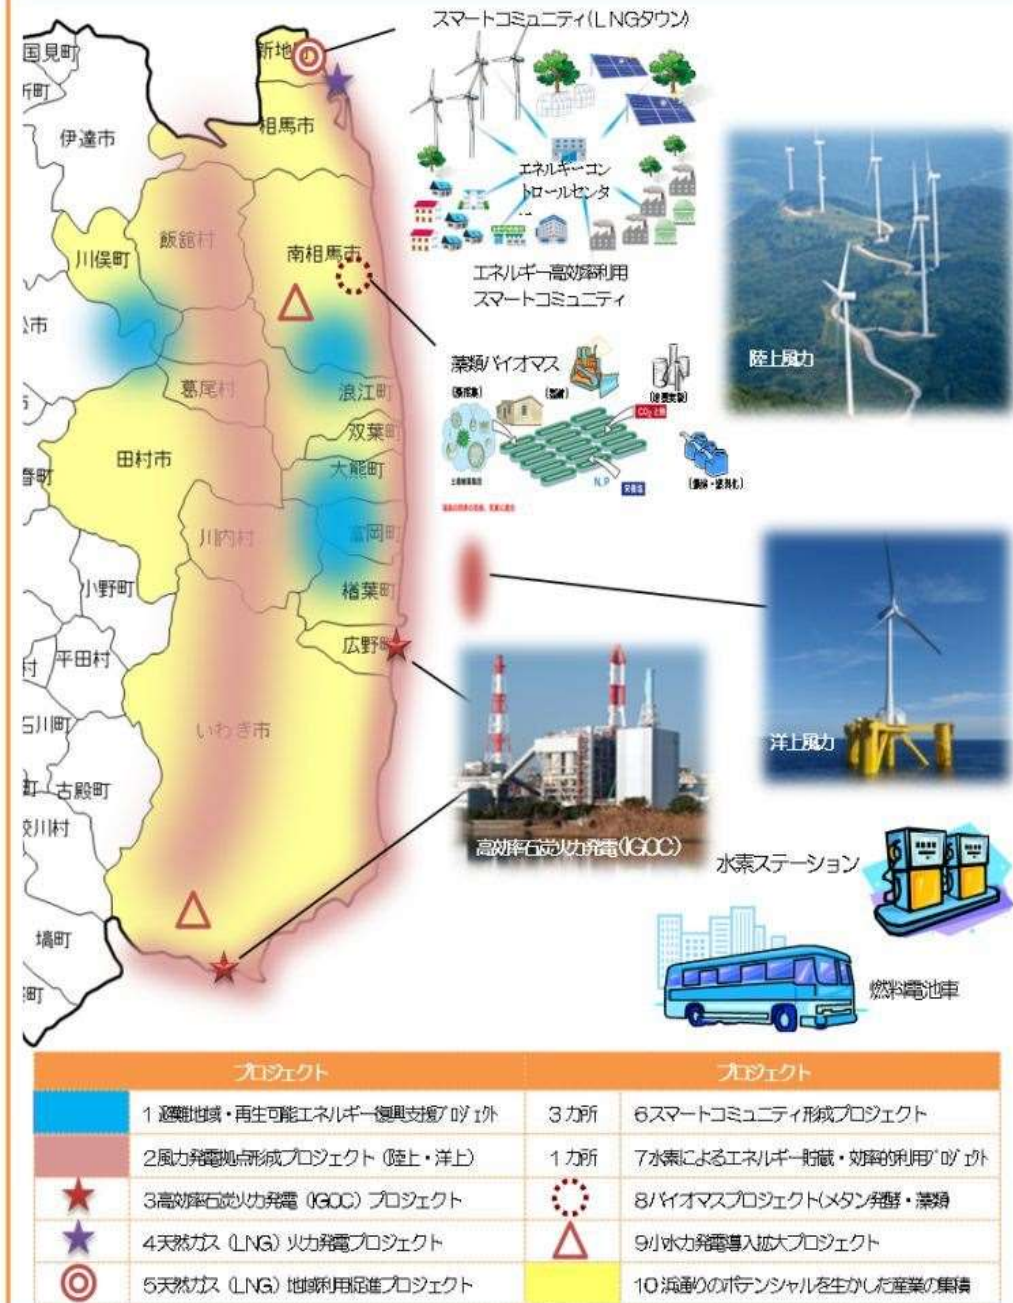 スマートコミュニティ(LNGタウン)
国見町
新地町
伊達市
相馬市
エネルギーコン
トロールセンタ
飯舘村
川俣町
南相馬市
エネルギー高効率利用
スマートコミュニティ
陸上風力
藻類バイオマス
CO₂と熱
N.P
葛尾村
浪江町
双葉町
田村市
大熊町
川内村
富岡町
小野町
楢葉町
広野町
平田村
石川町
いわき市
洋上風力
古殿町
高効率石炭火力発電(IGCC)
水素ステーション
塙町
燃料電池車
プロジェクト
プロジェクト
1 避難地域・再生可能エネルギー復興支援プロジェクト
3カ所
6スマートコミュニティ形成プロジェクト
2風力発電拠点形成プロジェクト(陸上・洋上)
1カ所
7水素によるエネルギー貯蔵・効率的利用プロジェクト
3高効率石炭火力発電(IGCC)プロジェクト
8バイオマスプロジェクト(メタン発酵・藻類
4天然ガス(LNG)火力発電プロジェクト
9小水力発電導入拡大プロジェクト
5天然ガス(LNG)地域利用促進プロジェクト
10浜通りのポテンシャルを生かした産業の集積